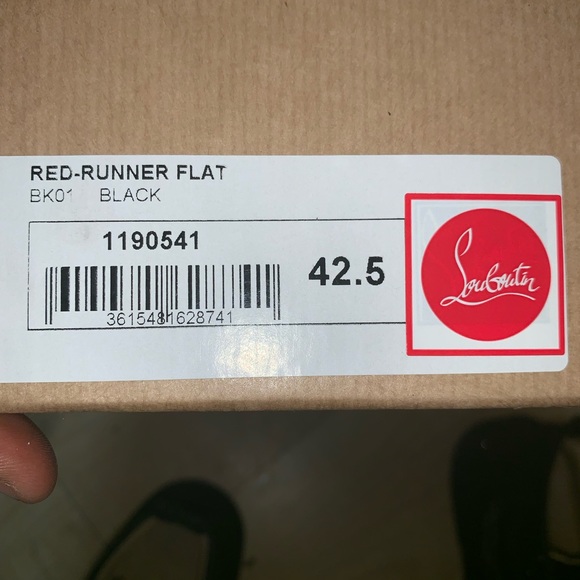 RED-RUNNER FLAT
BK01 BLACK
1190541
42.5
3615481628741
Louboutin